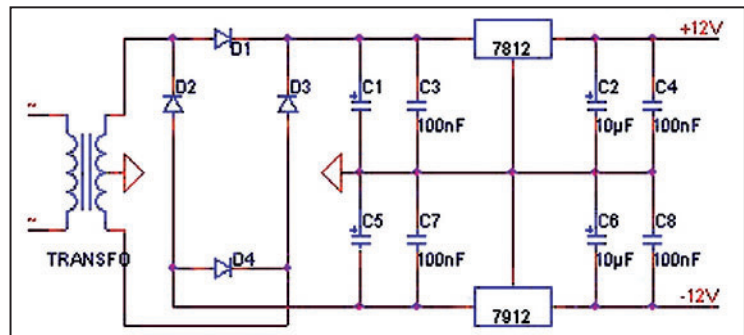 +12V
D1
7812
D2
D3
C1
C3
C2
C4
100nF
10µF
100nF
~
~
TRANSFO
C5
C7
C6
C8
D4
100nF
10µF
100nF
-12V
7912